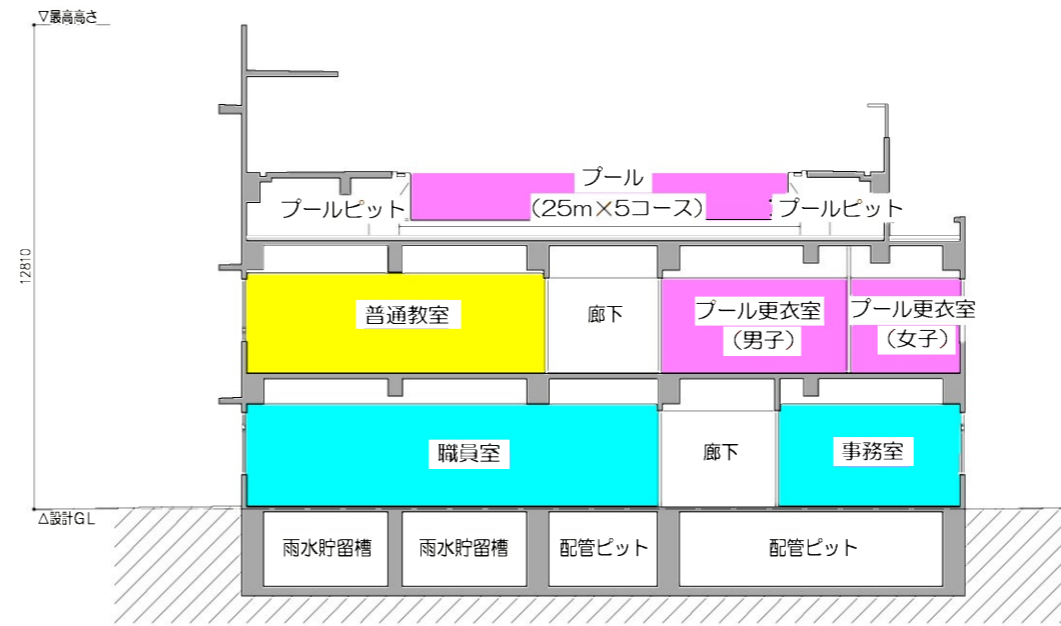 ▽最高高さ
プール
プールピット
（25m×5コース）
プールピット
12810
普通教室
廊下
プール更衣室
（男子）
プール更衣室
（女子）
職員室
廊下
事務室
△設計GL
雨水貯留槽
雨水貯留槽
配管ピット
配管ピット